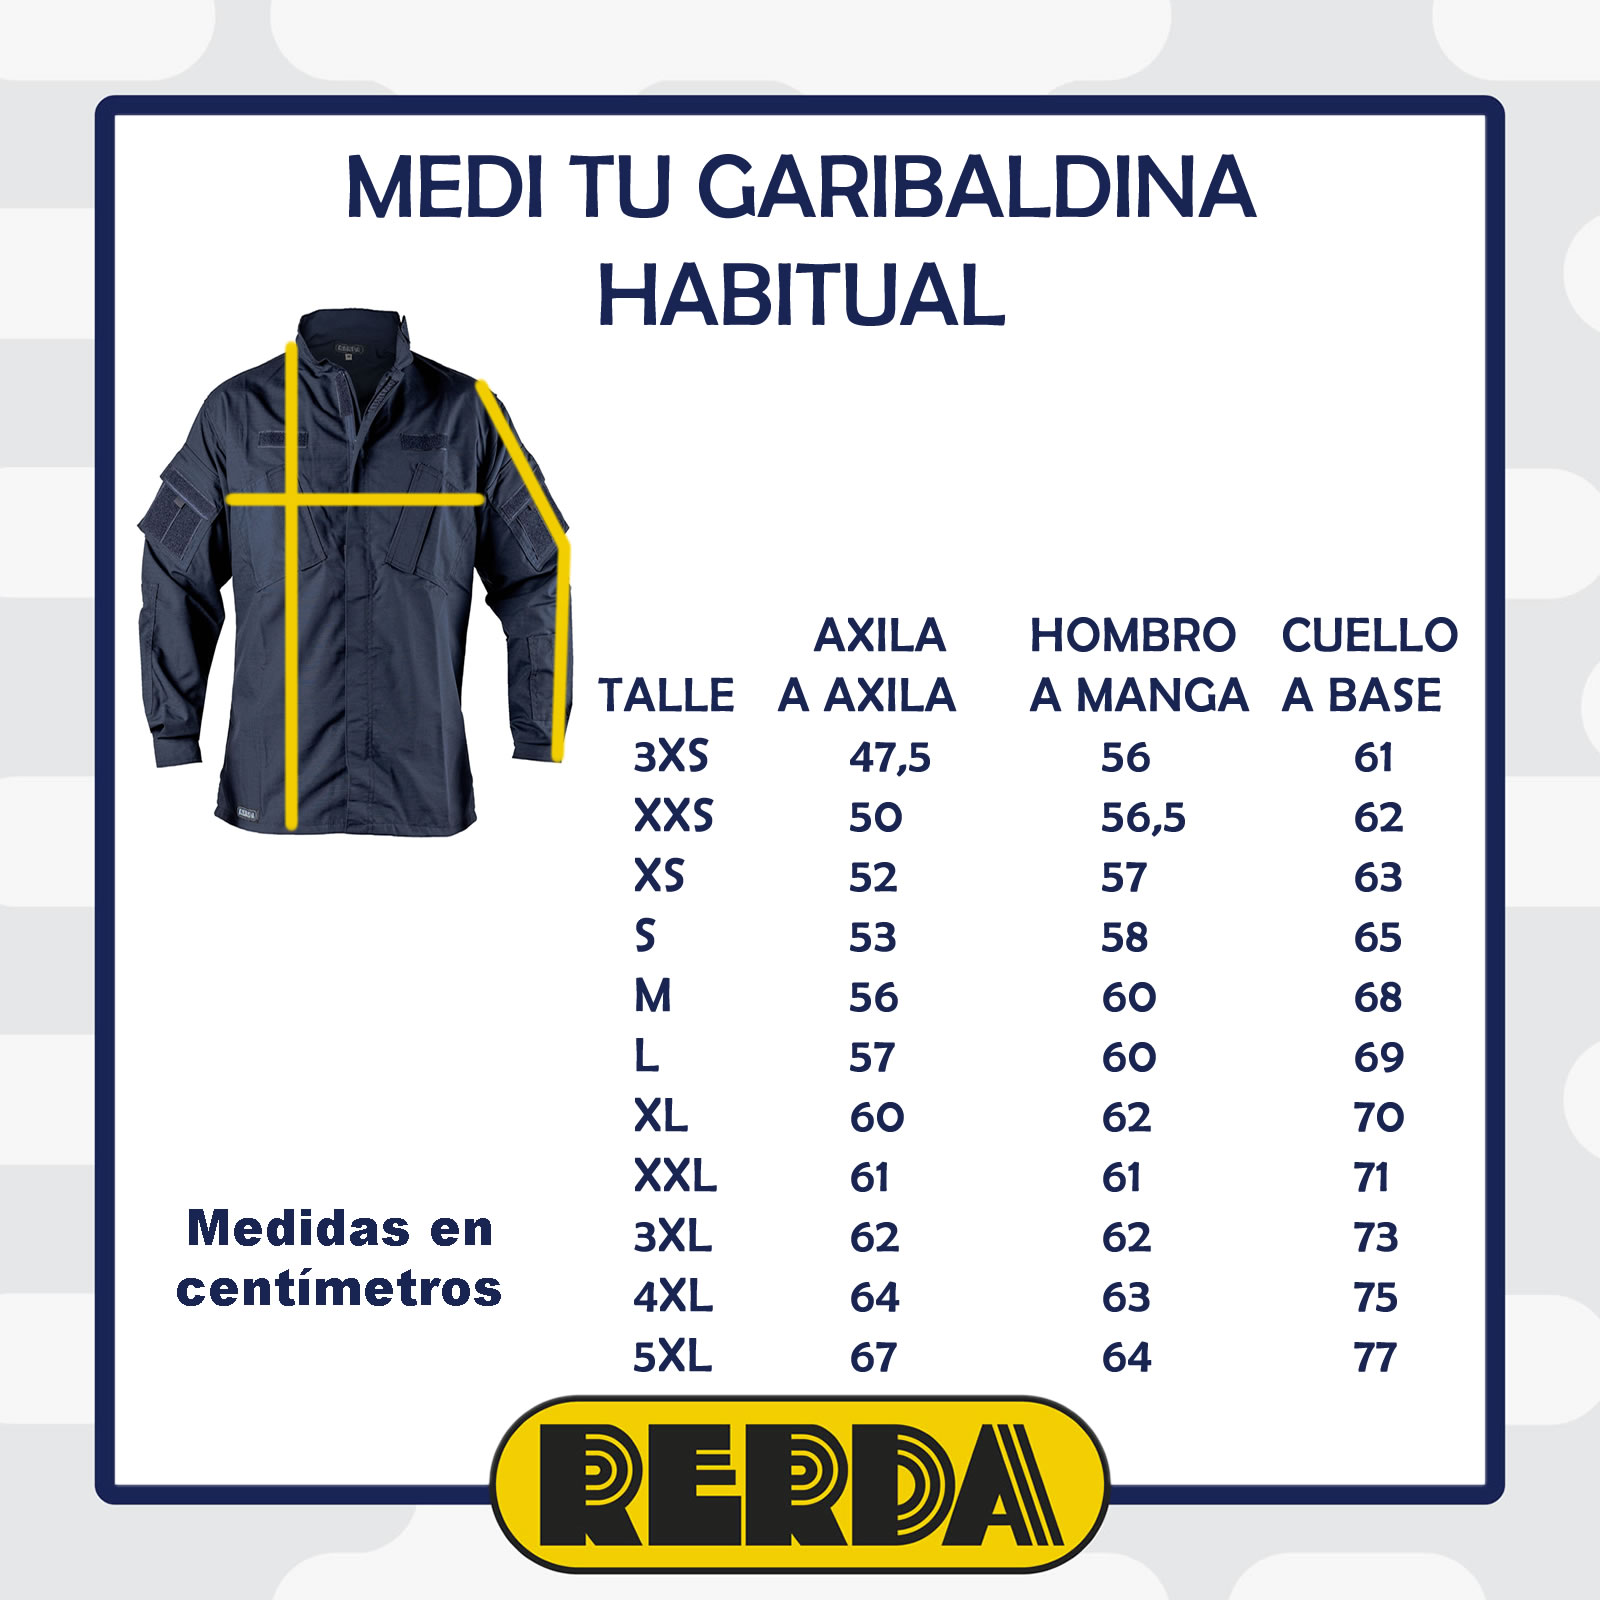 MEDI TU GARIBALDINA
HABITUAL
AXILA HOMBRO CUELLO
TALLE A AXILA A MANGA A BASE
3XS 47,5 56 61
XXS 50 56,5 62
XS 52 57 63
S 53 58 65
M 56 60 68
L 57 60 69
XL 60 62 70
XXL 61 61 71
3XL 62 62 73
4XL 64 63 75
5XL 67 64 77
Medidas en
centímetros
RERDA